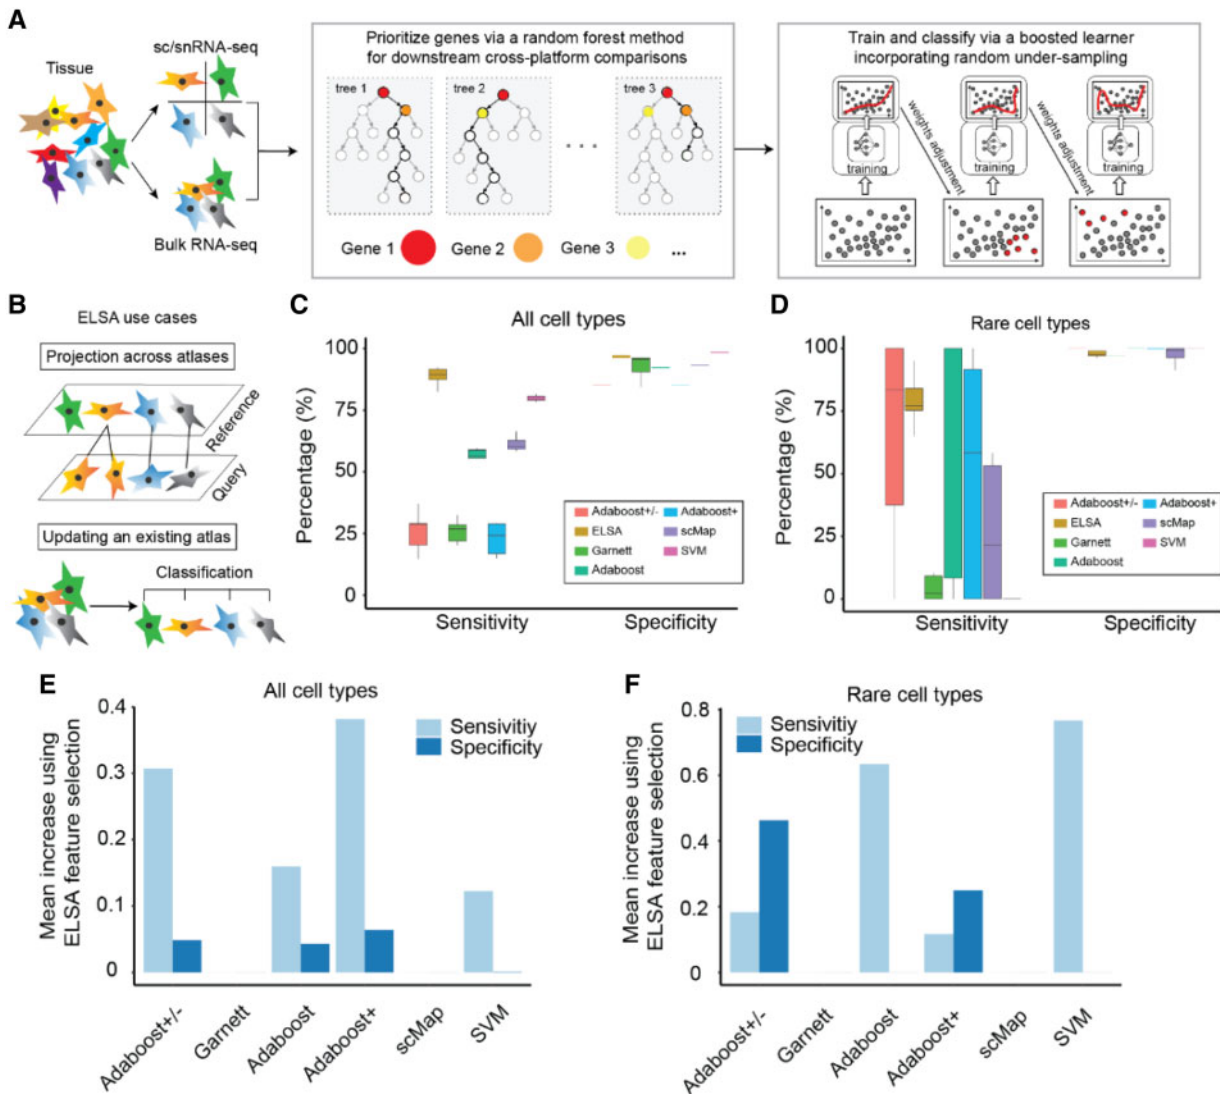 A
Tissue
sc/snRNA-seq
Bulk RNA-seq
Prioritize genes via a random forest method
for downstream cross-platform comparisons
tree 1
tree 2
tree 3
Gene 1
Gene 2
Gene 3
...
Train and classify via a boosted learner
incorporating random under-sampling
weights adjustment
weights adjustment
training
training
training
B
ELSA use cases
Projection across atlases
Reference
Query
Updating an existing atlas
Classification
C
All cell types
Percentage (%)
100
75
50
25
0
Adaboost+/-
ELSA
Garnett
Adaboost
Adaboost+
scMap
SVM
Sensitivity
Specificity
D
Rare cell types
Percentage (%)
100
75
50
25
0
Adaboost+/-
ELSA
Garnett
Adaboost
Adaboost+
scMap
SVM
Sensitivity
Specificity
E
All cell types
Mean increase using
ELSA feature selection
0.4
0.3
0.2
0.1
0
Sensivitiy
Specificity
Adaboost+/-
Garnett
Adaboost
Adaboost+
scMap
SVM
F
Rare cell types
Mean increase using
ELSA feature selection
0.8
0.6
0.4
0.2
0
Sensivitiy
Specificity
Adaboost+/-
Garnett
Adaboost
Adaboost+
scMap
SVM